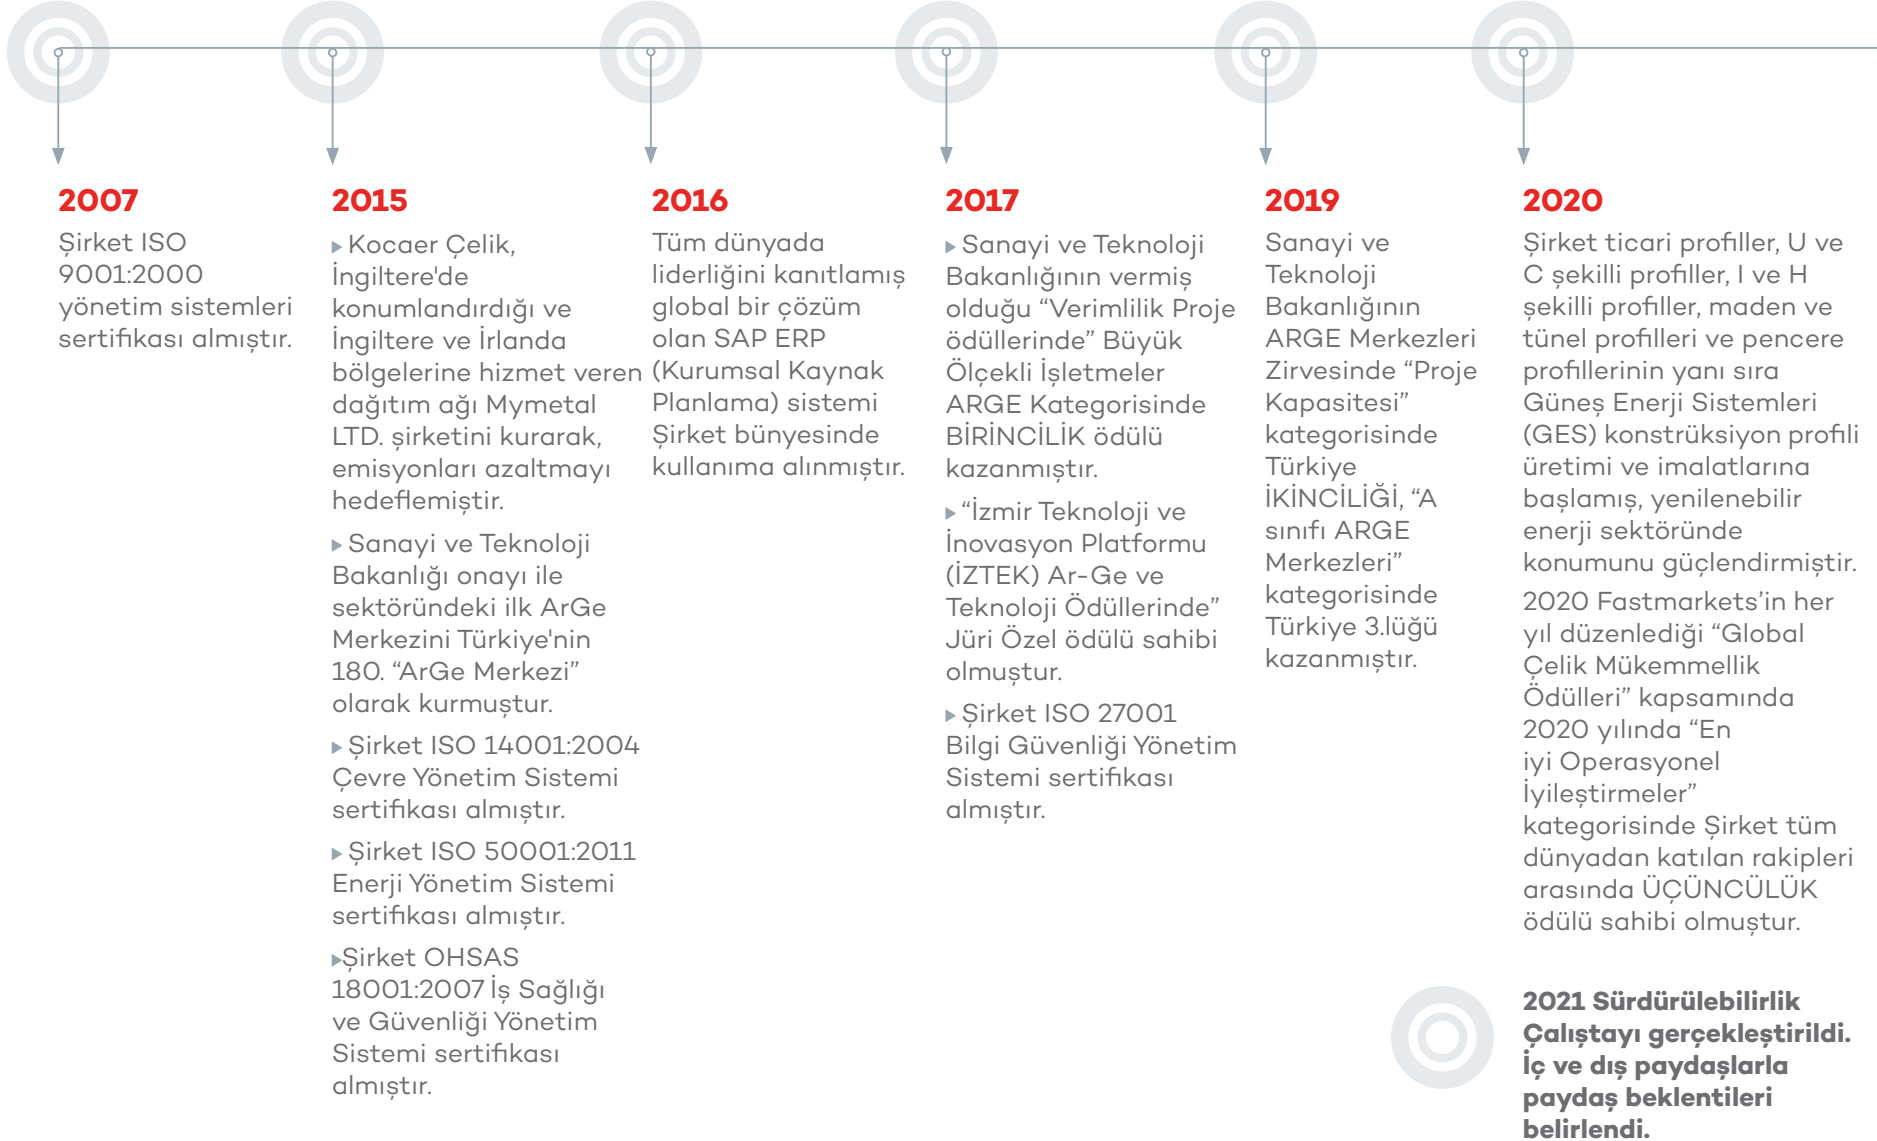 2007
Şirket ISO
9001:2000
yönetim sistemleri
sertifikası almıştır.
2015
Kocaer Çelik,
İngiltere'de
konumlandırdığı ve
İngiltere ve İrlanda
bölgelerine hizmet veren
dağıtım ağı Mymetal
LTD. şirketini kurarak,
emisyonları azaltmayı
hedeflemiştir.
Sanayi ve Teknoloji
Bakanlığı onayı ile
sektöründeki ilk ArGe
Merkezini Türkiye'nin
180. “ArGe Merkezi”
olarak kurmuştur.
Şirket ISO 14001:2004
Çevre Yönetim Sistemi
sertifikası almıştır.
Şirket ISO 50001:2011
Enerji Yönetim Sistemi
sertifikası almıştır.
Şirket OHSAS
18001:2007 İş Sağlığı
ve Güvenliği Yönetim
Sistemi sertifikası
almıştır.
2016
Tüm dünyada
liderliğini kanıtlamış
global bir çözüm
olan SAP ERP
(Kurumsal Kaynak
Planlama) sistemi
Şirket bünyesinde
kullanıma alınmıştır.
2017
Sanayi ve Teknoloji
Bakanlığının vermiş
olduğu “Verimlilik Proje
ödüllerinde” Büyük
Ölçekli İşletmeler
ARGE Kategorisinde
BİRİNCİLİK ödülü
kazanmıştır.
“İzmir Teknoloji ve
İnovasyon Platformu
(İZTEK) Ar-Ge ve
Teknoloji Ödüllerinde”
Jüri Özel ödülü sahibi
olmuştur.
Şirket ISO 27001
Bilgi Güvenliği Yönetim
Sistemi sertifikası
almıştır.
2019
Sanayi ve
Teknoloji
Bakanlığının
ARGE Merkezleri
Zirvesinde “Proje
Kapasitesi”
kategorisinde
Türkiye
İKİNCİLİĞİ, “A
sınıfı ARGE
Merkezleri”
kategorisinde
Türkiye 3.lüğü
kazanmıştır.
2020
Şirket ticari profiller, U ve
C şekilli profiller, I ve H
şekilli profiller, maden ve
tünel profilleri ve pencere
profillerinin yanı sıra
Güneş Enerji Sistemleri
(GES) konstrüksiyon profili
üretimi ve imalatlarına
başlamış, yenilenebilir
enerji sektöründe
konumunu güçlendirmiştir.
2020 Fastmarkets’in her
yıl düzenlediği “Global
Çelik Mükemmellik
Ödülleri” kapsamında
2020 yılında “En
iyi Operasyonel
İyileştirmeler”
kategorisinde Şirket tüm
dünyadan katılan rakipleri
arasında ÜÇÜNCÜLÜK
ödülü sahibi olmuştur.
2021 Sürdürülebilirlik
Çalıştayı gerçekleştirildi.
İç ve dış paydaşlarla
paydaş beklentileri
belirlendi.